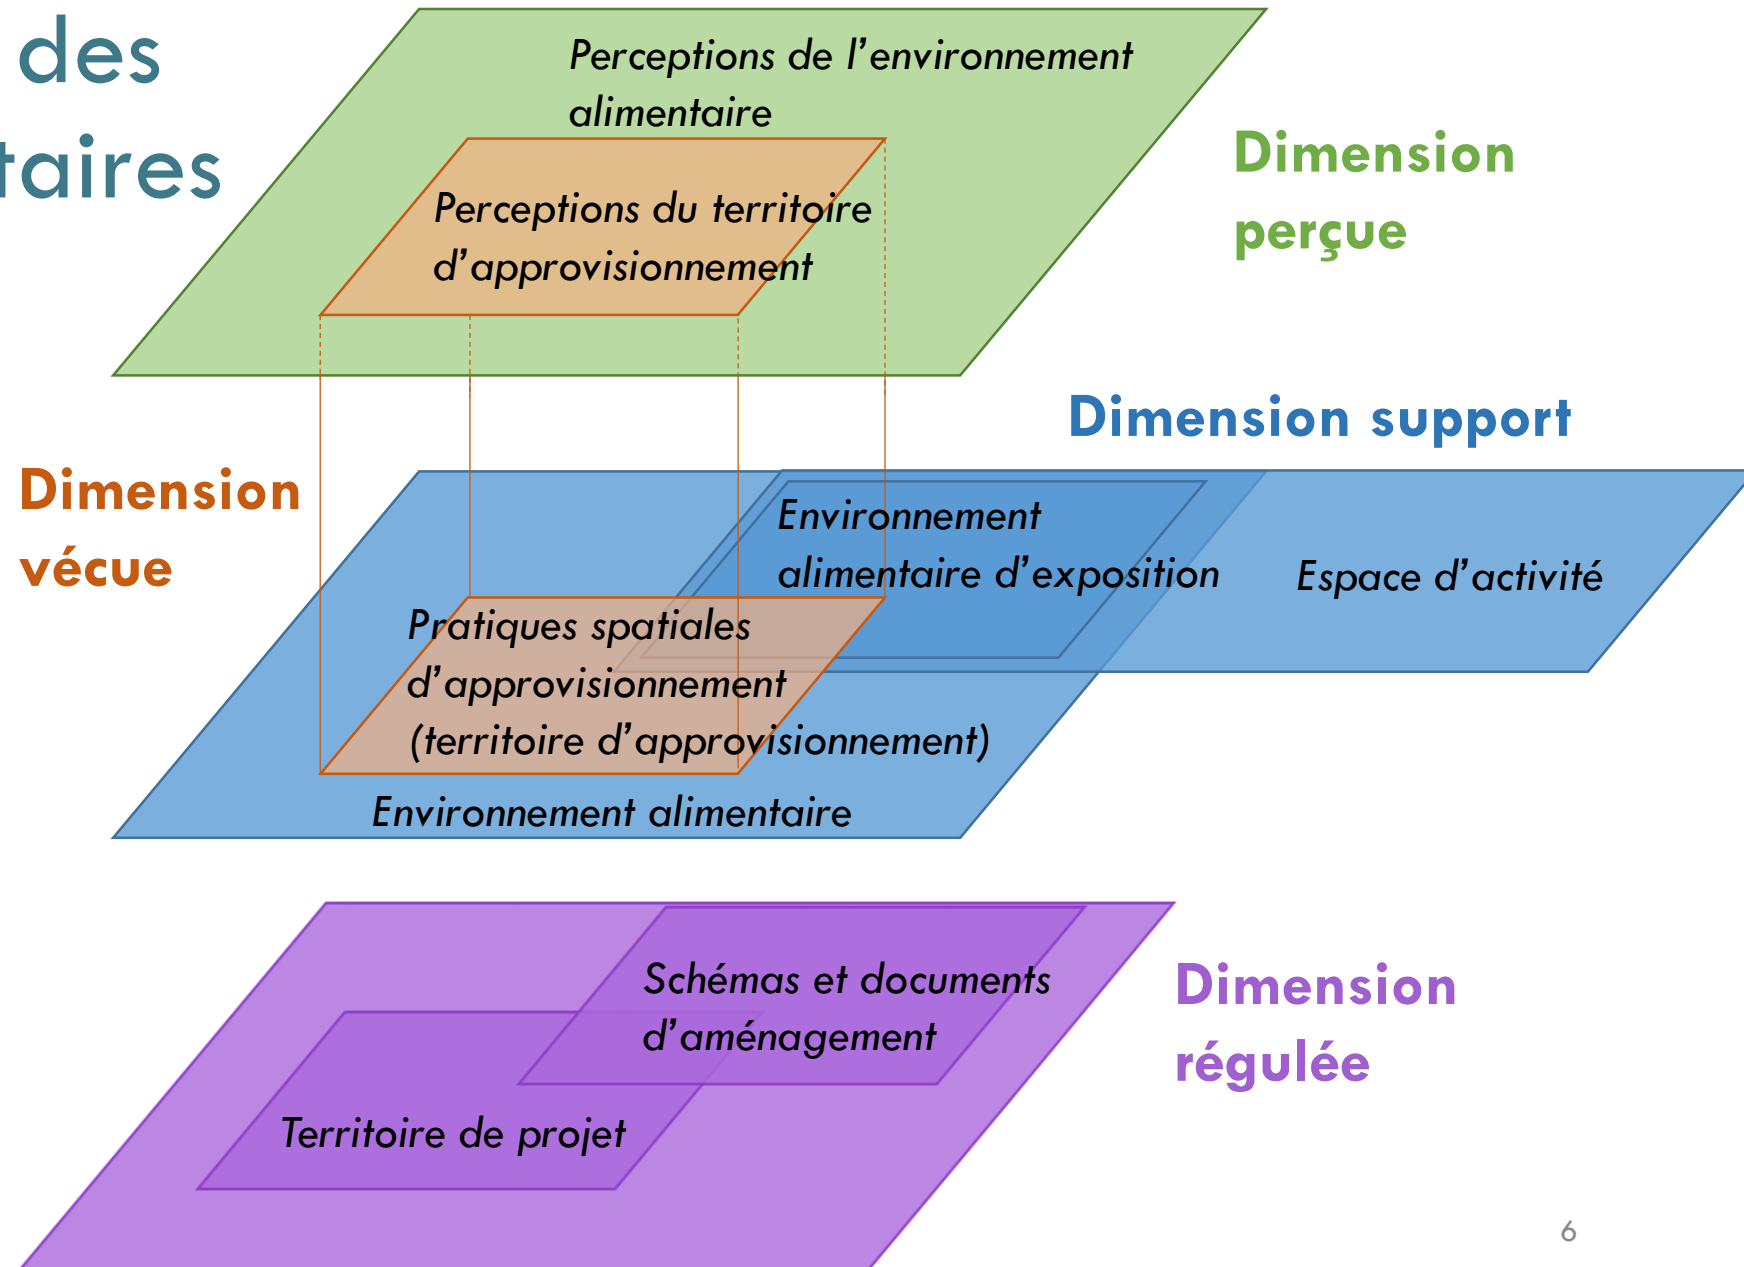 des
taires
Perceptions de l'environnement
alimentaire
Perceptions du territoire
d'approvisionnement
Dimension
perçue
Dimension support
Dimension
vécue
Environnement
alimentaire d'exposition
Espace d'activité
Pratiques spatiales
d'approvisionnement
(territoire d'approvisionnement)
Environnement alimentaire
Schémas et documents
d'aménagement
Dimension
régulée
Territoire de projet
6